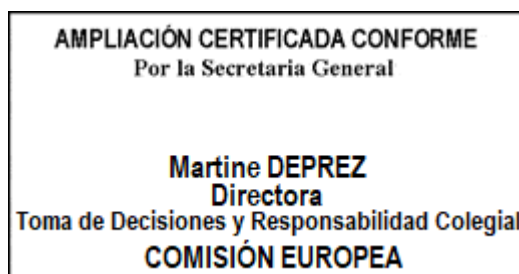 AMPLIACIÓN CERTIFICADA CONFORME
Por la Secretaria General
Martine DEPREZ
Directora
Toma de Decisiones y Responsabilidad Colegial
COMISIÓN EUROPEA